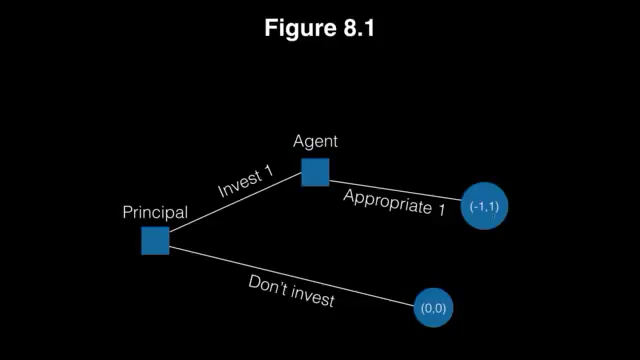 Figure 8.1
Agent
Invest 1
Appropriate 1
(-1,1)
Principal
Don't invest
(0,0)